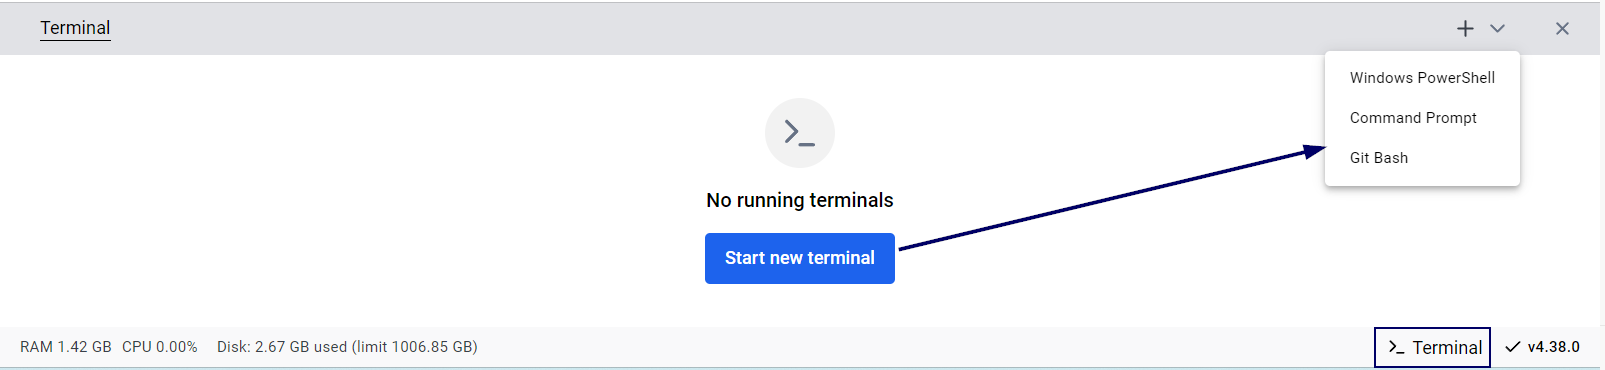 Terminal
Windows PowerShell
Command Prompt
Git Bash
No running terminals
Start new terminal
RAM 1.42 GB CPU 0.00% Disk: 2.67 GB used (limit 1006.85 GB)
Terminal
v4.38.0